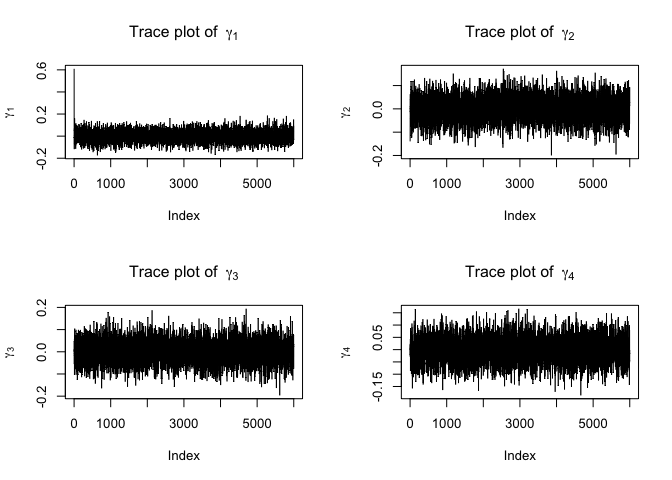 Trace plot of γ₁
γ₁
0.6
0.2
-0.2
0 1000 3000 5000
Index
Trace plot of γ₂
γ₂
0.0
-0.2
0 1000 3000 5000
Index
Trace plot of γ₃
γ₃
0.2
0.0
-0.2
0 1000 3000 5000
Index
Trace plot of γ₄
γ₄
0.05
-0.15
0 1000 3000 5000
Index